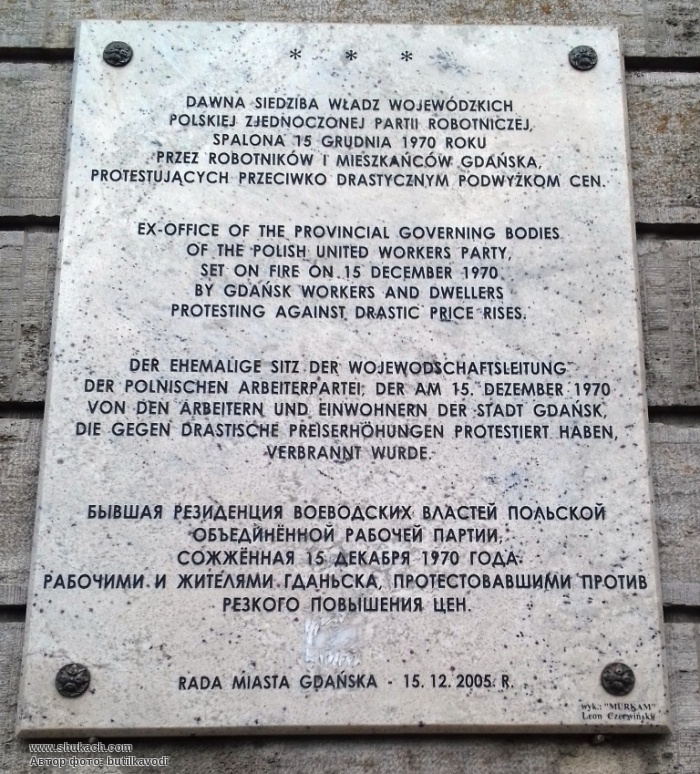 * * *
DAWNA SIEDZIBA WŁADZ WOJEWÓDZKICH
POLSKIEJ ZJEDNOCZONEJ PARTII ROBOTNICZEJ,
SPALONA 15 GRUDNIA 1970 ROKU
PRZEZ ROBOTNIKÓW I MIESZKAŃCÓW GDAŃSKA,
PROTESTUJĄCYCH PRZECIWKO DRASTYCZNYM PODWYŻKOM CEN.
EX-OFFICE OF THE PROVINCIAL GOVERNING BODIES
OF THE POLISH UNITED WORKERS PARTY,
SET ON FIRE ON 15 DECEMBER 1970
BY GDAŃSK WORKERS AND DWELLERS
PROTESTING AGAINST DRASTIC PRICE RISES.
DER EHEMALIGE SITZ DER WOJEWODSCHAFTSLEITUNG
DER POLNISCHEN ARBEITERPARTEI, DER AM 15. DEZEMBER 1970
VON DEN ARBEITERN UND EINWOHNERN DER STADT GDAŃSK,
DIE GEGEN DRASTISCHE PREISERHÖHUNGEN PROTESTIERT HABEN,
VERBRANNT WURDE.
БЫВШАЯ РЕЗИДЕНЦИЯ ВОЕВОДСКИХ ВЛАСТЕЙ ПОЛЬСКОЙ
ОБЪЕДИНЁННОЙ РАБОЧЕЙ ПАРТИИ,
СОЖЖЁННАЯ 15 ДЕКАБРЯ 1970 ГОДА
РАБОЧИМИ И ЖИТЕЛЯМИ ГДАНЬСКА, ПРОТЕСТОВАВШИМИ ПРОТИВ
РЕЗКОГО ПОВЫШЕНИЯ ЦЕН.
RADA MIASTA GDAŃSKA - 15. 12. 2005. R.
wyk.: "MURKAM"
Leon Czerwiński
www.shukach.com
Автор фото: butilkavodi